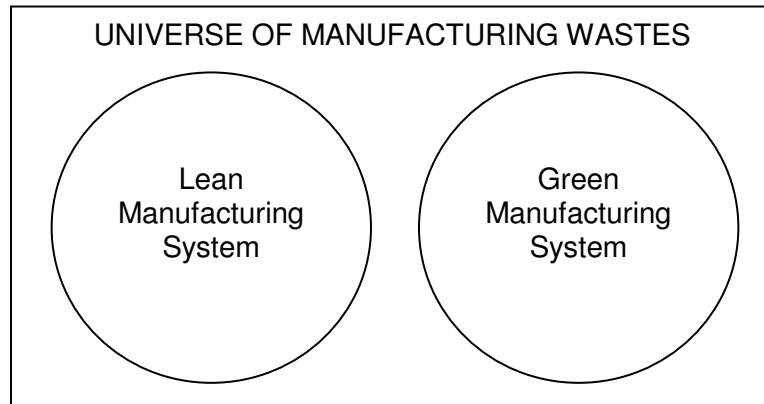 UNIVERSE OF MANUFACTURING WASTES
Lean
Manufacturing
System
Green
Manufacturing
System